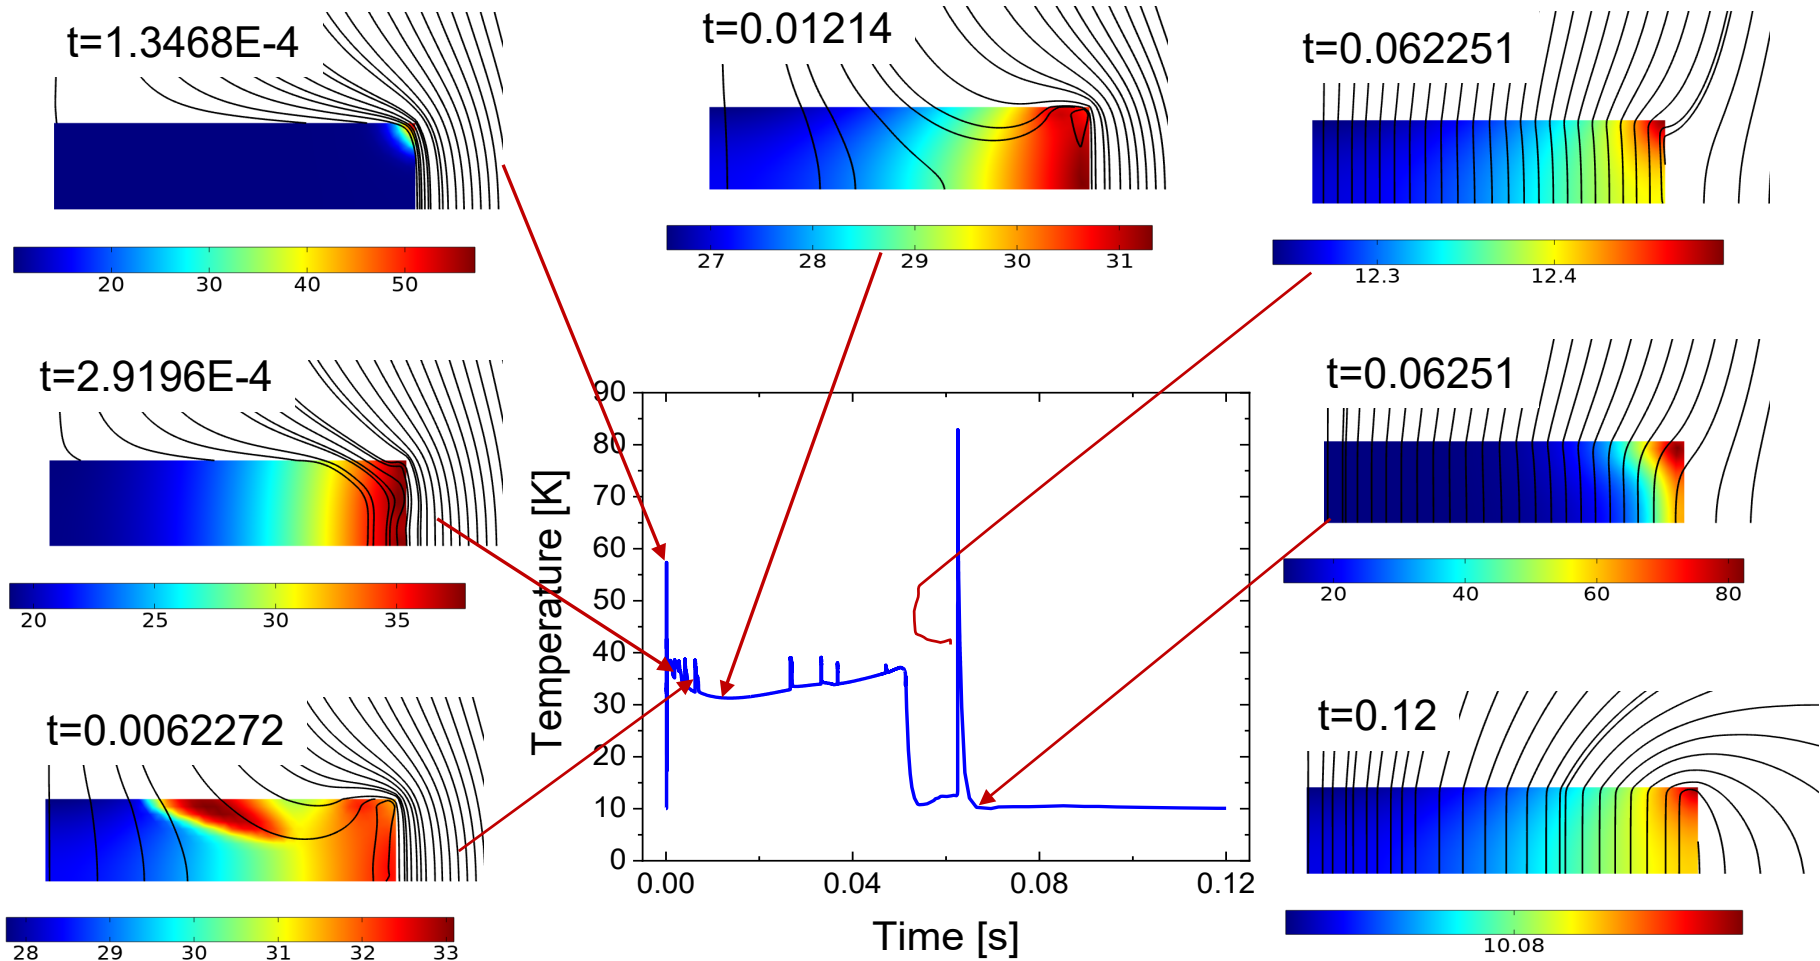 t=1.3468E-4
20 30 40 50
t=0.01214
27 28 29 30 31
t=0.062251
12.3 12.4
t=2.9196E-4
20 25 30 35
t=0.06251
20 40 60 80
t=0.0062272
28 29 30 31 32 33
t=0.12
10.08
Temperature [K]
90
80
70
60
50
40
30
20
10
0
0.00 0.04 0.08 0.12
Time [s]